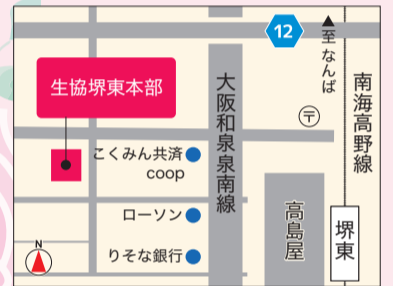 12
▲至 なんば
生協堺東本部
大阪和泉泉南線
南海高野線
〒
こくみん共済
coop
ローソン
高島屋
堺東
りそな銀行
N